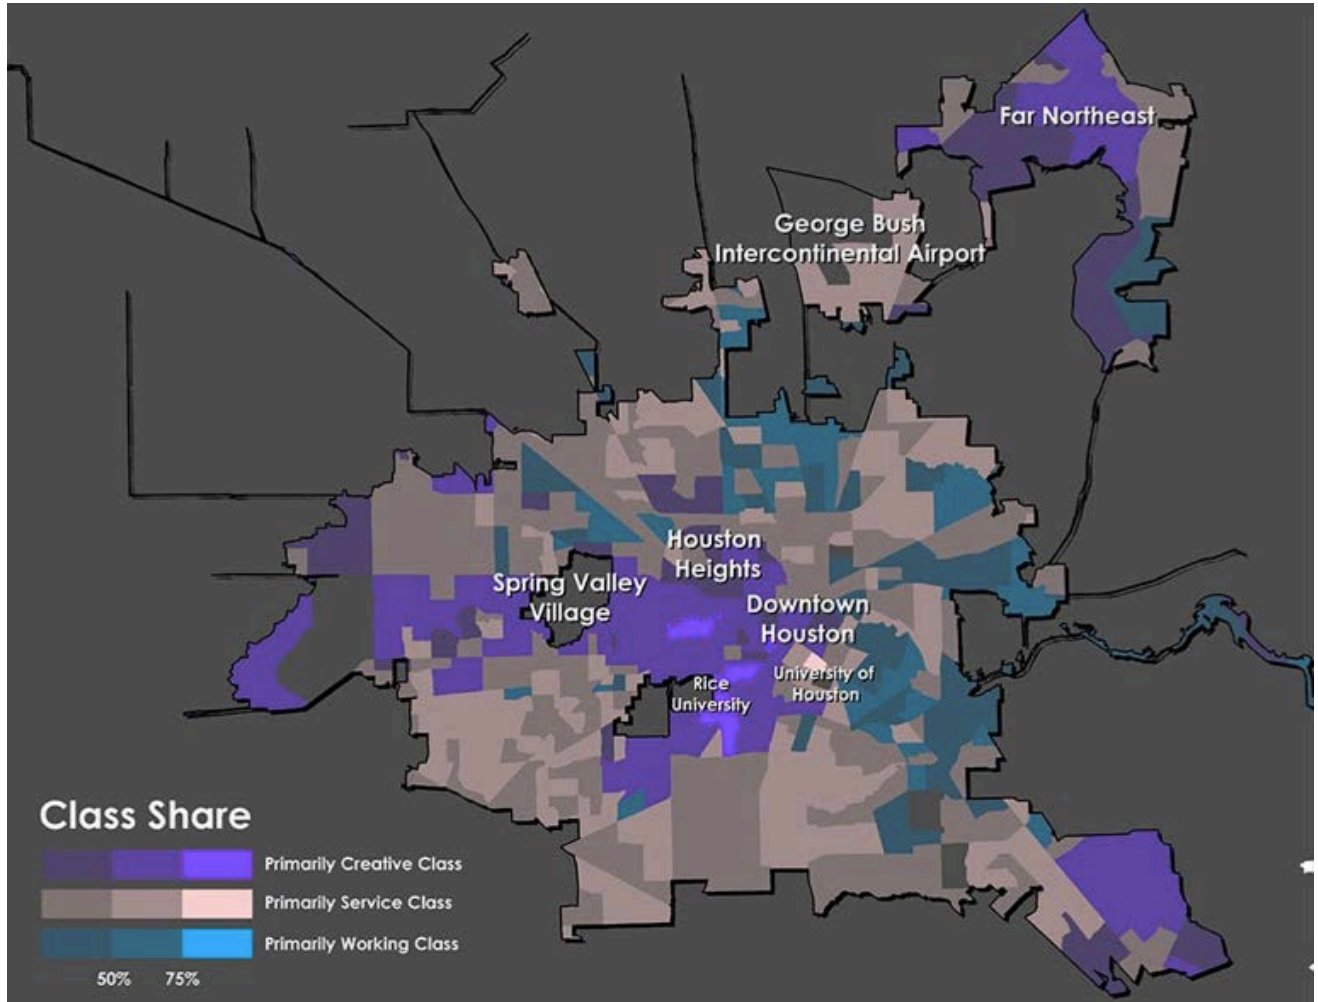 Far Northeast
George Bush
Intercontinental Airport
Houston
Heights
Spring Valley
Village
Downtown
Houston
Rice
University
University of
Houston
Class Share
Primarily Creative Class
Primarily Service Class
Primarily Working Class
50% 75%